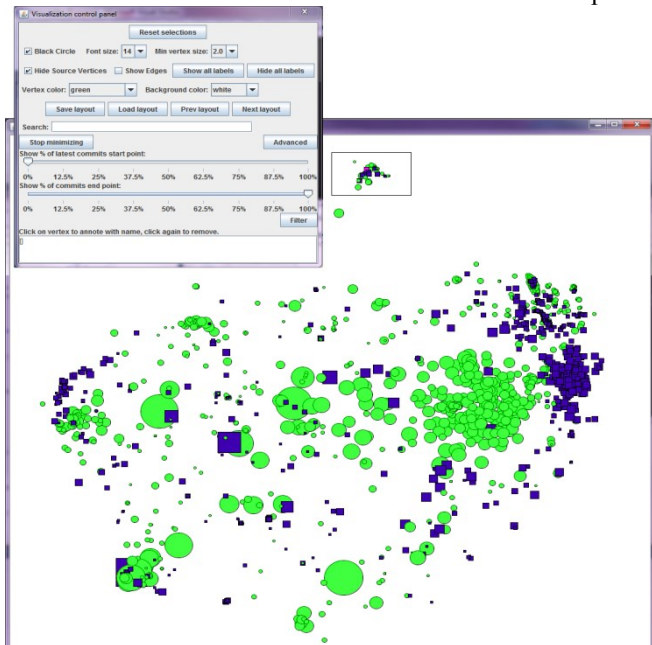 Visualization control panel
Reset selections
Black Circle Font size: 14 Min vertex size: 2.0
Hide Source Vertices Show Edges Show all labels Hide all labels
Vertex color: green Background color: white
Save layout Load layout Prev layout Next layout
Search:
Stop minimizing Advanced
Show % of latest commits start point:
0% 12.5% 25% 37.5% 50% 62.5% 75% 87.5% 100%
Show % of commits end point:
0% 12.5% 25% 37.5% 50% 62.5% 75% 87.5% 100%
Filter
Click on vertex to annote with name, click again to remove.
[]